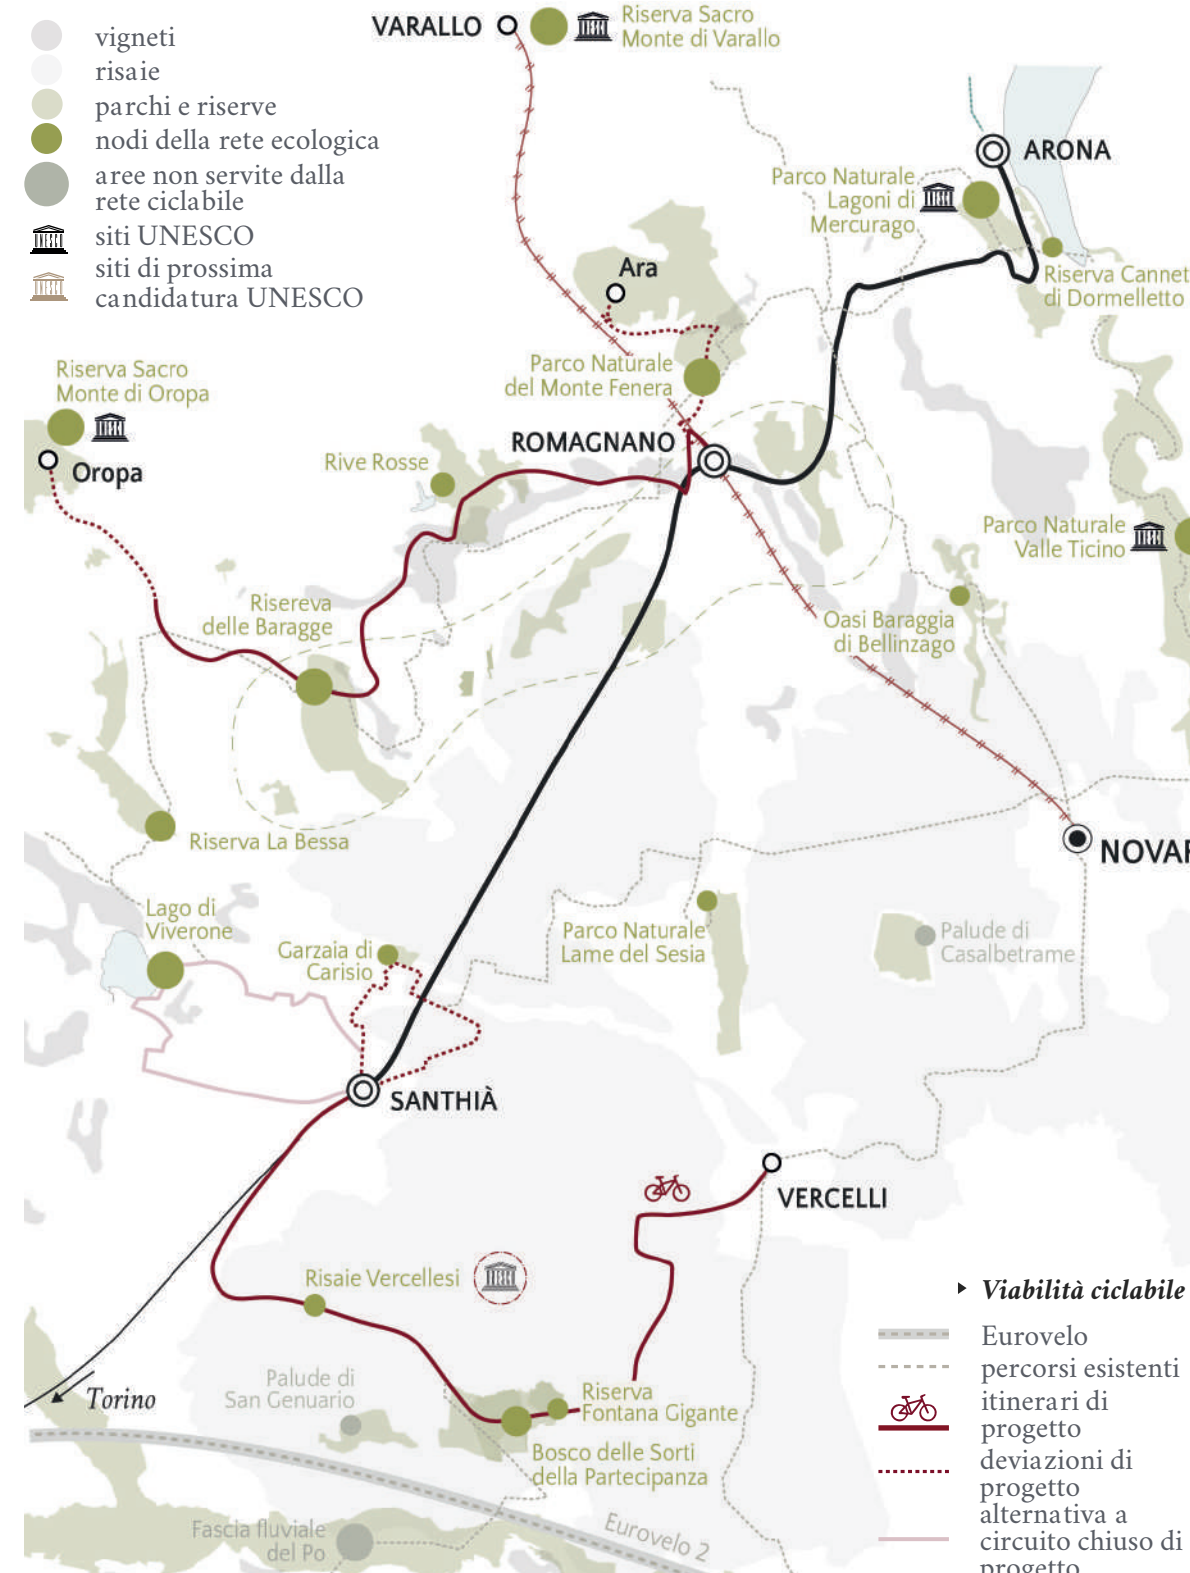 vigneti
risaie
parchi e riserve
nodi della rete ecologica
aree non servite dalla
rete ciclabile
siti UNESCO
siti di prossima
candidatura UNESCO
VARALLO
Riserva Sacro
Monte di Varallo
ARONA
Parco Naturale
Lagoni di
Mercurago
Riserva Cannet
di Dormelletto
Ara
Parco Naturale
del Monte Fenera
Riserva Sacro
Monte di Oropa
Oropa
Rive Rosse
ROMAGNANO
Parco Naturale
Valle Ticino
Risereva
delle Baragge
Oasi Baraggia
di Bellinzago
Riserva La Bessa
NOVAR
Lago di
Viverone
Garzaia di
Carisio
Parco Naturale
Lame del Sesia
Palude di
Casalbetrame
SANTHIÀ
VERCELLI
Risaie Vercellesi
Torino
Palude di
San Genuario
Riserva
Fontana Gigante
Bosco delle Sorti
della Partecipanza
Fascia fluviale
del Po
Eurovelo 2
Viabilità ciclabile
Eurovelo
percorsi esistenti
itinerari di
progetto
deviazioni di
progetto
alternativa a
circuito chiuso di
progetto